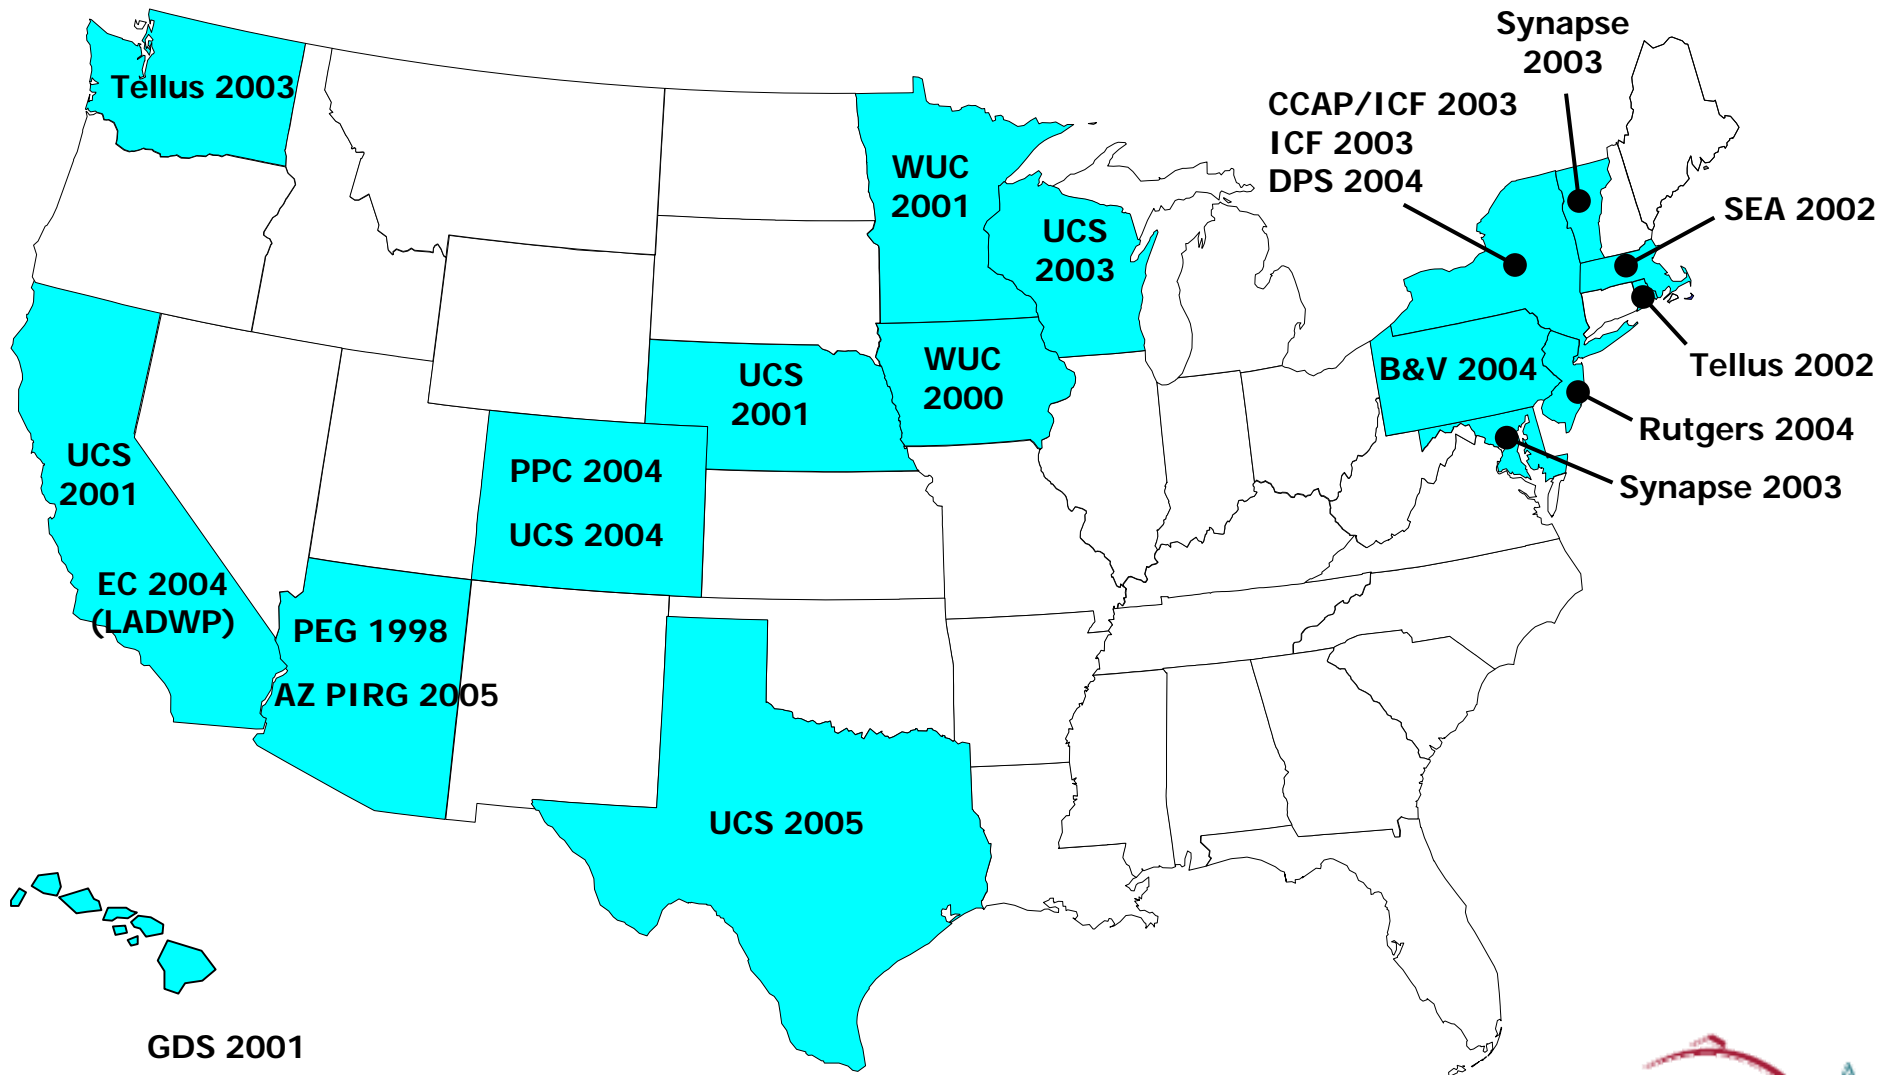 Synapse
2003
Tellus 2003
CCAP/ICF 2003
ICF 2003
DPS 2004
WUC
2001
SEA 2002
UCS
2003
WUC
2000
B&V 2004
Tellus 2002
UCS
2001
Rutgers 2004
UCS
2001
PPC 2004
Synapse 2003
UCS 2004
EC 2004
(LADWP)
PEG 1998
AZ PIRG 2005
UCS 2005
GDS 2001